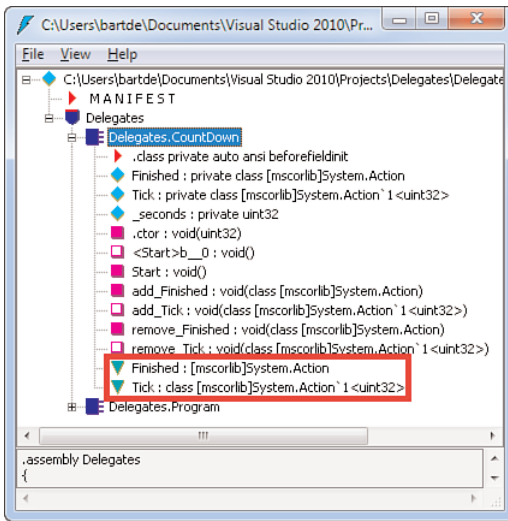 C:\Users\bartde\Documents\Visual Studio 2010\Pr...
File View Help
C:\Users\bartde\Documents\Visual Studio 2010\Projects\Delegates\Delegate
MANIFEST
Delegates
Delegates.CountDown
.class private auto ansi beforefieldinit
Finished : private class [mscorlib]System.Action
Tick : private class [mscorlib]System.Action`1<uint32>
_seconds : private uint32
.ctor : void(uint32)
<Start>b__0 : void()
Start : void()
add_Finished : void(class [mscorlib]System.Action)
add_Tick : void(class [mscorlib]System.Action`1<uint32>)
remove_Finished : void(class [mscorlib]System.Action)
remove_Tick : void(class [mscorlib]System.Action`1<uint32>)
Finished : [mscorlib]System.Action
Tick : class [mscorlib]System.Action`1<uint32>
Delegates.Program
.assembly Delegates
{